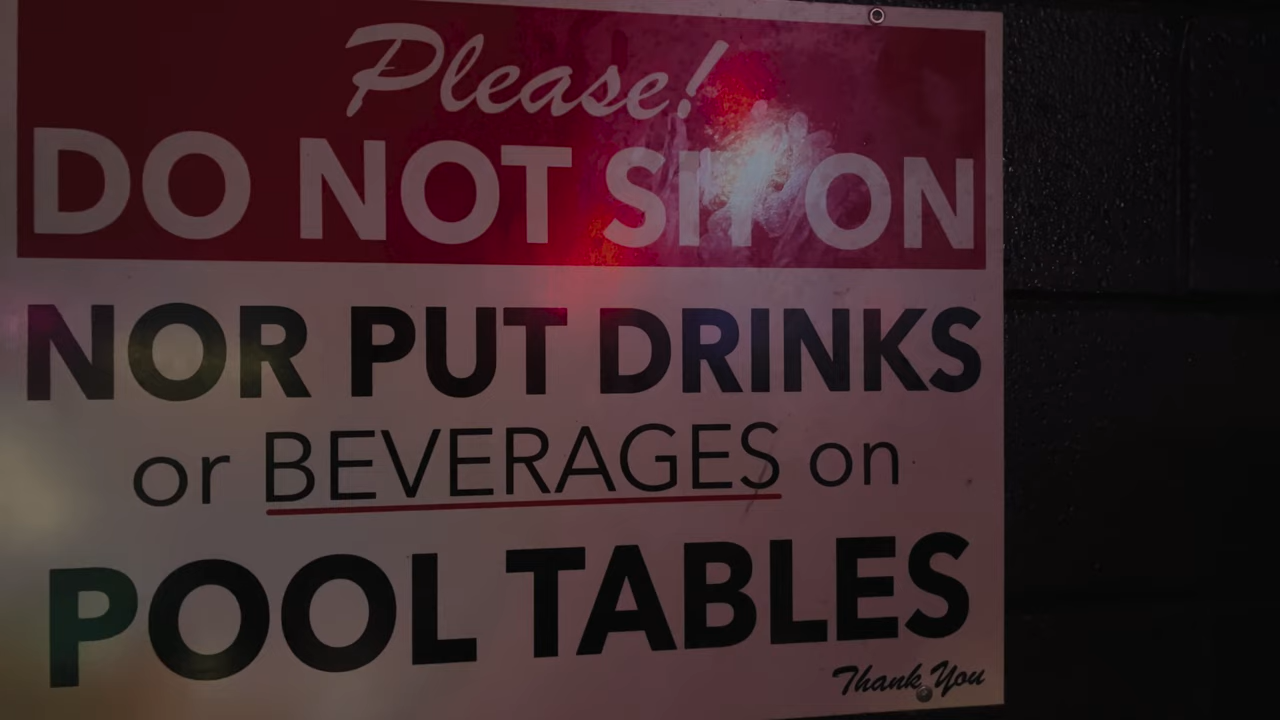 Please!
DO NOT SIT ON
NOR PUT DRINKS
or BEVERAGES on
POOL TABLES
Thank You